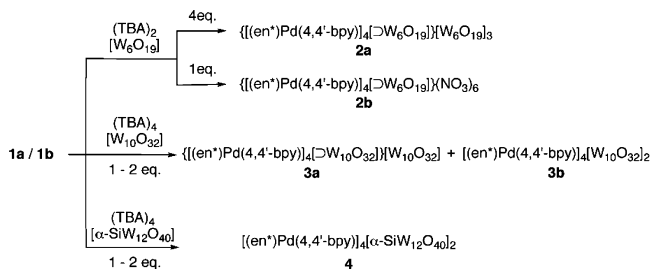 (TBA)₂
[W₆O₁₉]
4eq.
{[(en*)Pd(4,4'-bpy)]₄[⊃W₆O₁₉]}[W₆O₁₉]₃
2a
1eq.
{[(en*)Pd(4,4'-bpy)]₄[⊃W₆O₁₉]}(NO₃)₆
2b
1a / 1b
(TBA)₄
[W₁₀O₃₂]
1 - 2 eq.
{[(en*)Pd(4,4'-bpy)]₄[⊃W₁₀O₃₂]}[W₁₀O₃₂] + [(en*)Pd(4,4'-bpy)]₄[W₁₀O₃₂]₂
3a 3b
(TBA)₄
[α-SiW₁₂O₄₀]
1 - 2 eq.
[(en*)Pd(4,4'-bpy)]₄[α-SiW₁₂O₄₀]₂
4